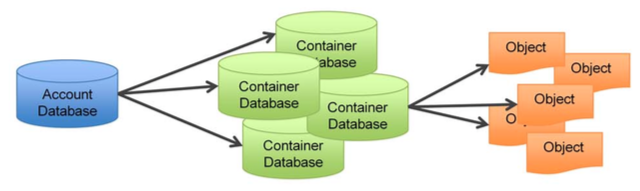 Account
Database
Container
Container
Database
Container
Database
Container
Database
Object
Object
Object
Object